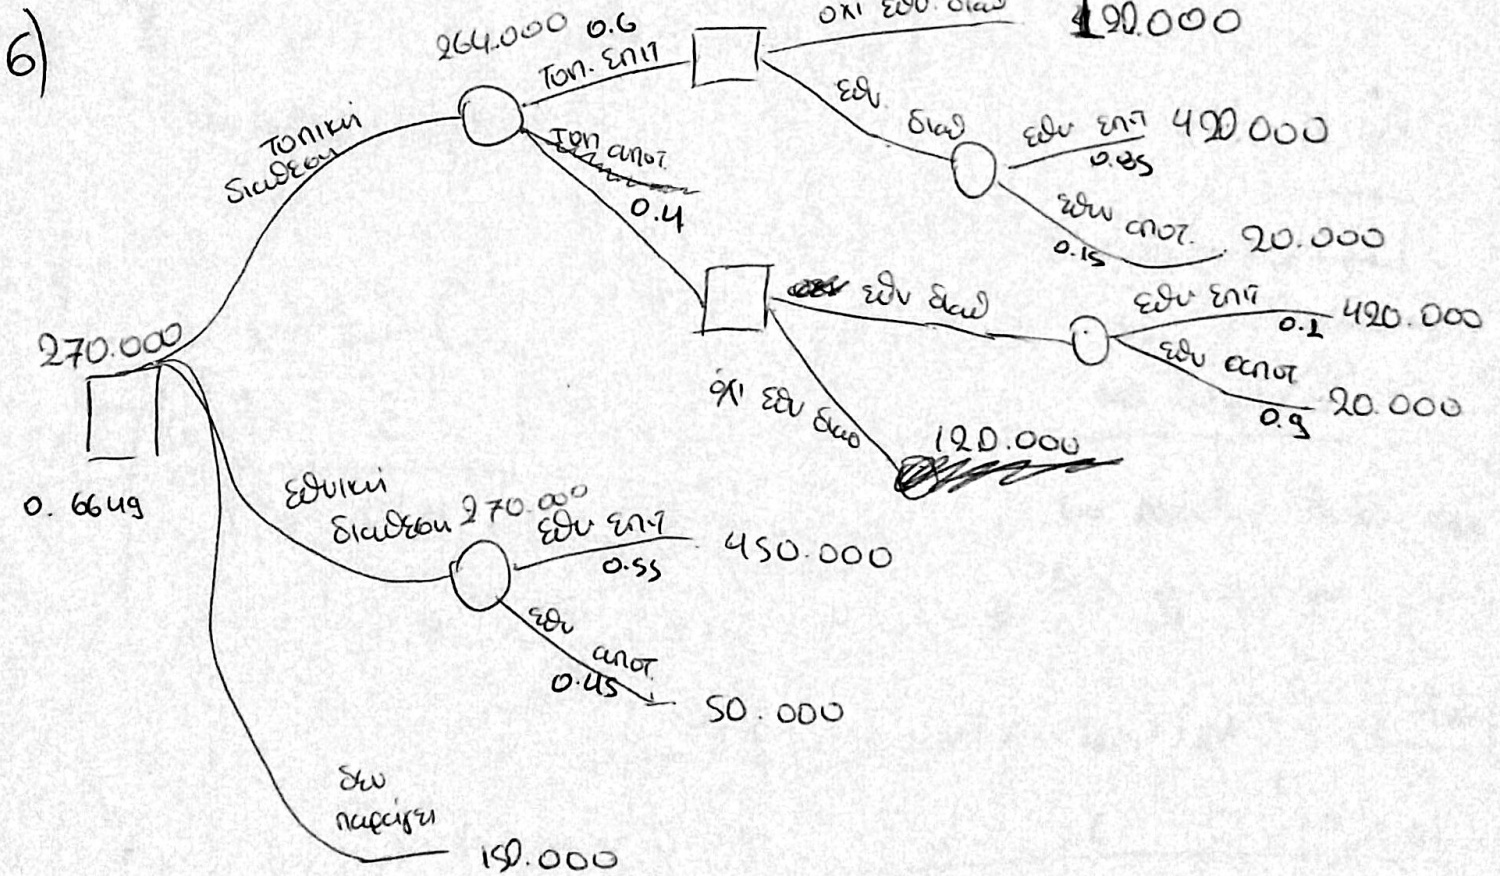 6)
264.000 0.6
τοπ. επιτ
όχι εθν. διαθ
120.000
τοπική
διάθεση
τοπ αποτ.
0.4
εθν.
διαθ
εθν επιτ 420.000
0.85
εθν
αποτ.
0.15
20.000
εθν διαθ
εθν επιτ
0.1
420.000
εθν αποτ
0.9
20.000
όχι εθν διαθ
120.000
270.000
0.6649
εθνική
διάθεση 270.000
εθν επιτ
0.55
450.000
εθν
αποτ.
0.45
50.000
δεν
παράγει
150.000